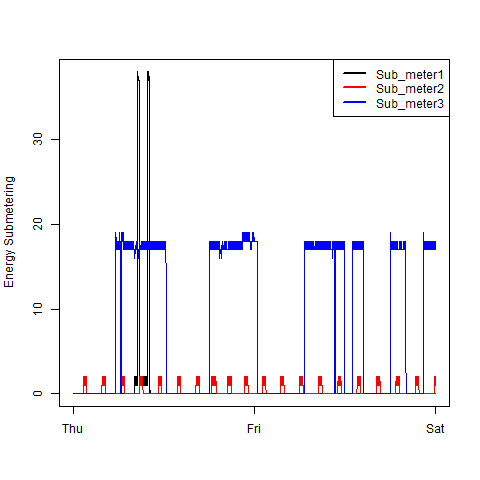 Sub_meter1
Sub_meter2
Sub_meter3
Energy Submetering
30
20
10
0
Thu Fri Sat